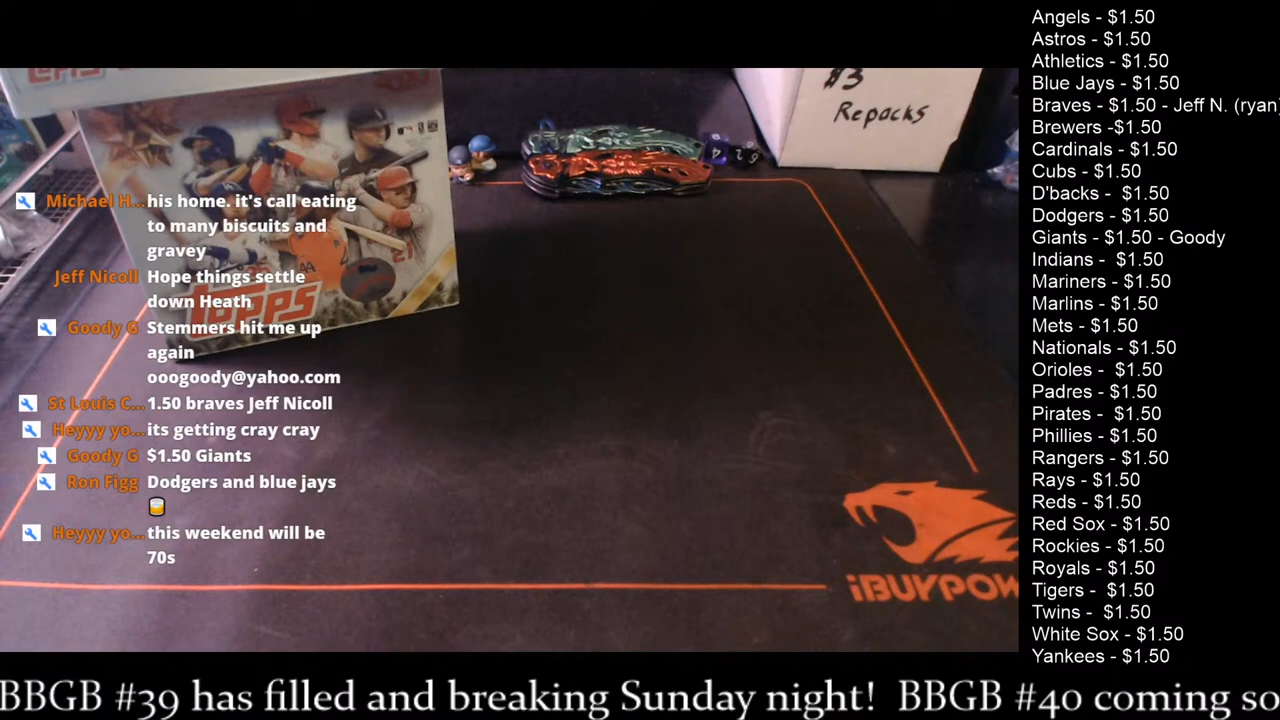 #3
Repacks
TOPPS
iBUYPOW
Michael H... his home. it's call eating
to many biscuits and
gravey
Jeff Nicoll Hope things settle
down Heath
Goody G Stemmers hit me up
again
ooogoody@yahoo.com
St Louis C... 1.50 braves Jeff Nicoll
Heyyy yo... its getting cray cray
Goody G $1.50 Giants
Ron Figg Dodgers and blue jays
Heyyy yo... this weekend will be
70s
Angels - $1.50
Astros - $1.50
Athletics - $1.50
Blue Jays - $1.50
Braves - $1.50 - Jeff N. (ryan)
Brewers -$1.50
Cardinals - $1.50
Cubs - $1.50
D'backs -  $1.50
Dodgers - $1.50
Giants - $1.50 - Goody
Indians -  $1.50
Mariners - $1.50
Marlins - $1.50
Mets - $1.50
Nationals - $1.50
Orioles -  $1.50
Padres - $1.50
Pirates -  $1.50
Phillies - $1.50
Rangers - $1.50
Rays - $1.50
Reds - $1.50
Red Sox - $1.50
Rockies - $1.50
Royals - $1.50
Tigers -  $1.50
Twins - $1.50
White Sox - $1.50
Yankees - $1.50
BBGB #39 has filled and breaking Sunday night!  BBGB #40 coming so